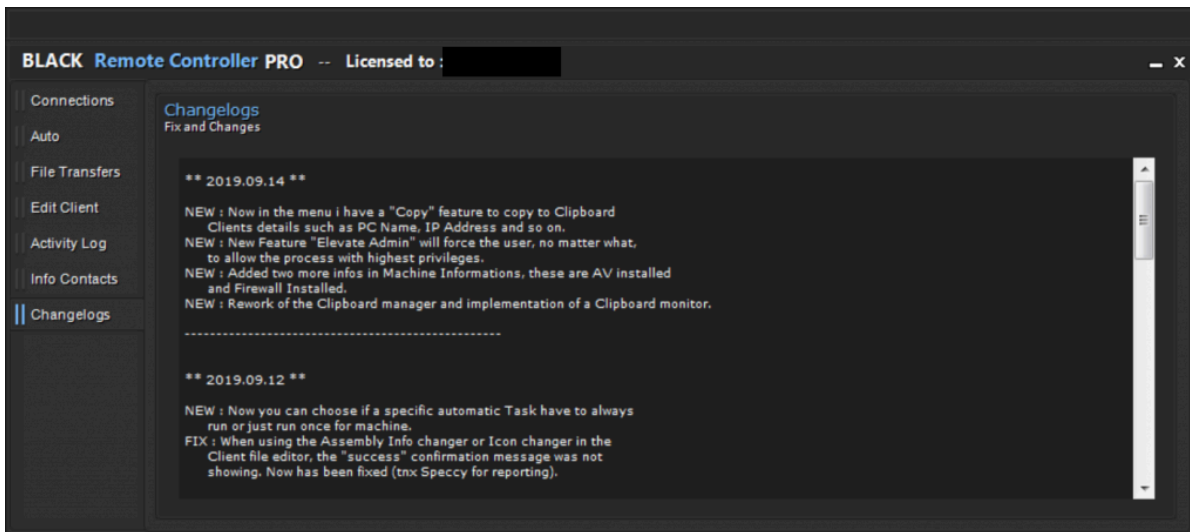 BLACK Remote Controller PRO -- Licensed to :
Connections
Auto
File Transfers
Edit Client
Activity Log
Info Contacts
Changelogs
Changelogs
Fix and Changes
** 2019.09.14 **
NEW : Now in the menu i have a "Copy" feature to copy to Clipboard
Clients details such as PC Name, IP Address and so on.
NEW : New Feature "Elevate Admin" will force the user, no matter what,
to allow the process with highest privileges.
NEW : Added two more infos in Machine Informations, these are AV installed
and Firewall Installed.
NEW : Rework of the Clipboard manager and implementation of a Clipboard monitor.
--------------------------------------------------
** 2019.09.12 **
NEW : Now you can choose if a specific automatic Task have to always
run or just run once for machine.
FIX : When using the Assembly Info changer or Icon changer in the
Client file editor, the "success" confirmation message was not
showing. Now has been fixed (tnx Speccy for reporting).